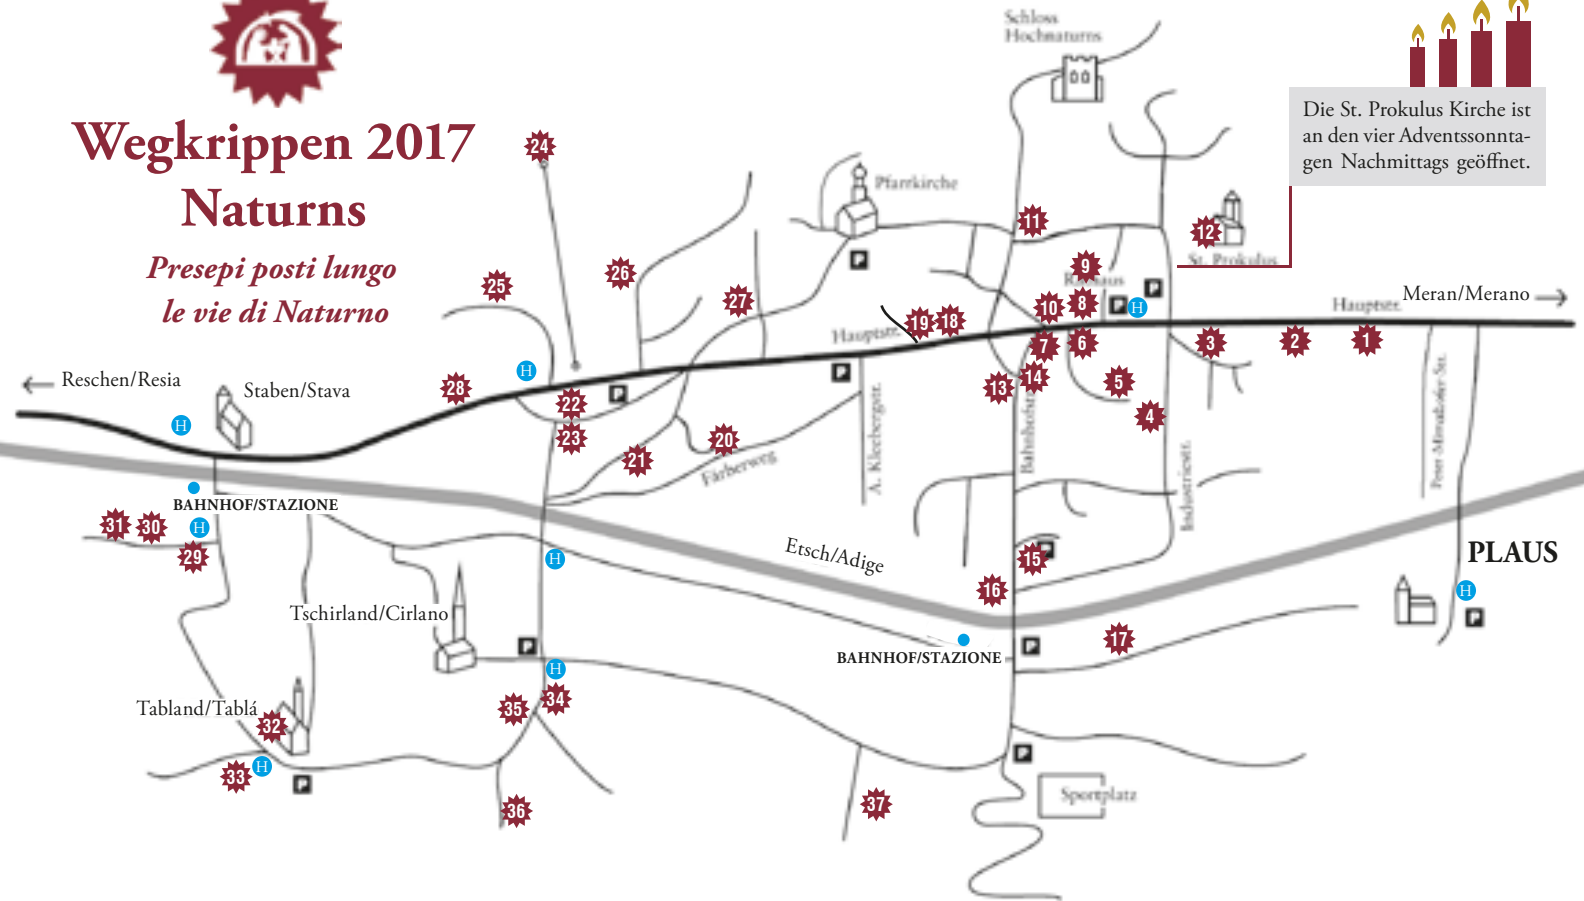 Wegkrippen 2017
Naturns
Presepi posti lungo
le vie di Naturno
Schloss
Hochnaturns
Die St. Prokulus Kirche ist
an den vier Adventssonnta-
gen Nachmittags geöffnet.
24
Pfarrkirche
P
11
12
St. Prokulus
25
26
27
9
Rathaus
10
8
P
H
P
Hauptstr.
Meran/Merano
19
18
Hauptstr.
7
6
3
2
1
Reschen/Resia
Staben/Stava
H
28
H
22
P
P
23
13
14
5
4
21
20
Färberweg
A. Kleebergstr.
Bahnhofstr.
Industriestr.
BAHNHOF/STAZIONE
31
30
H
29
Etsch/Adige
H
15
P
16
PLAUS
H
P
Tschirland/Cirlano
P
H
BAHNHOF/STAZIONE
P
17
Tabland/Tablá
32
35
34
33
H
P
36
37
P
Sportplatz